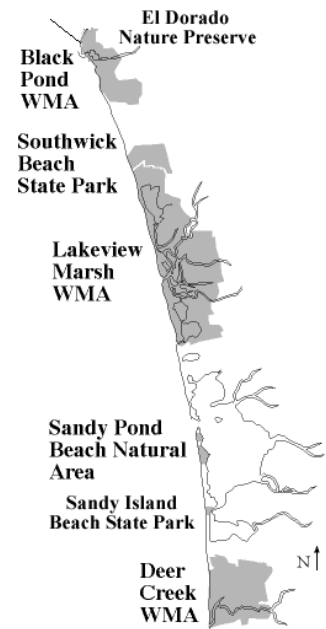 El Dorado
Nature Preserve
Black
Pond
WMA
Southwick
Beach
State Park
Lakeview
Marsh
WMA
Sandy Pond
Beach Natural
Area
Sandy Island
Beach State Park
N
Deer
Creek
WMA